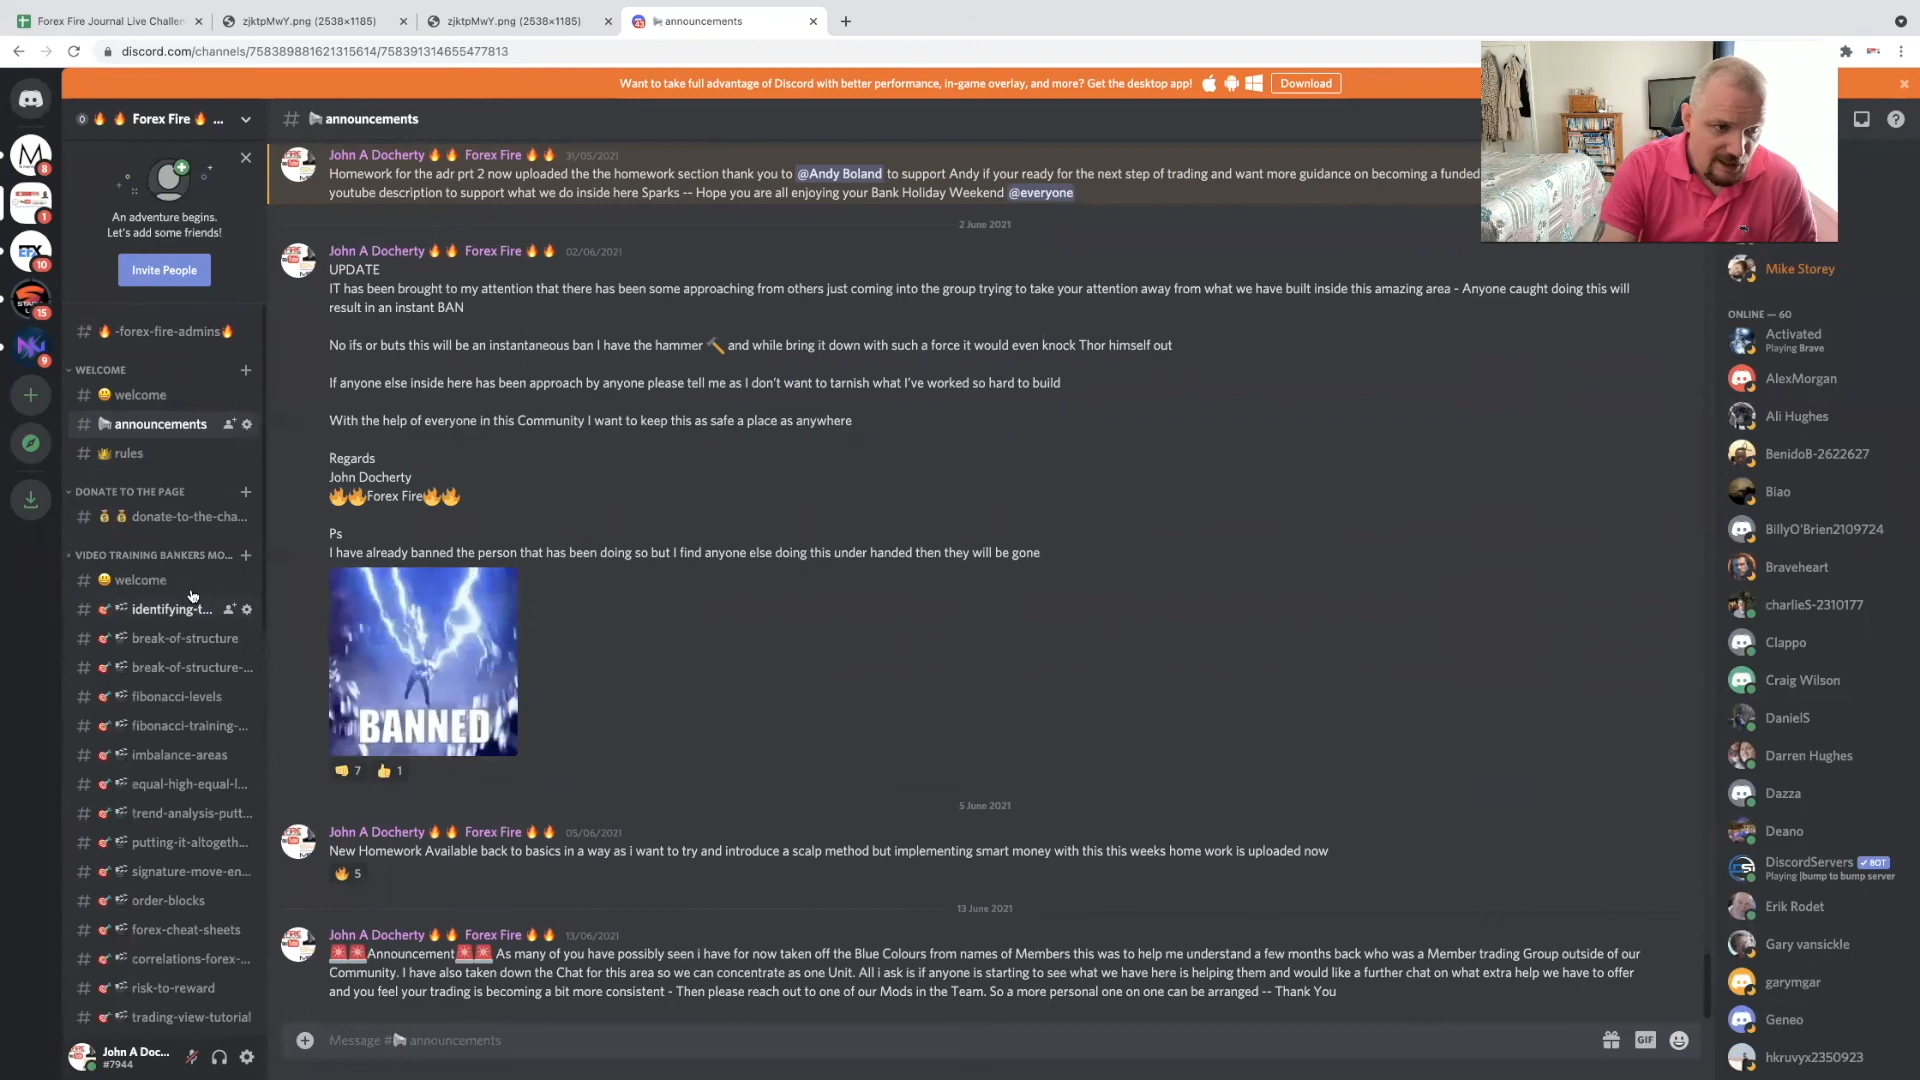 Forex Fire Journal Live Challen
zjktpMwY.png (2538×1185)
zjktpMwY.png (2538×1185)
43
announcements
discord.com/channels/758389881621315614/758391314655477813
Want to take full advantage of Discord with better performance, in-game overlay, and more? Get the desktop app!
Download
0 🔥 🔥 Forex Fire 🔥 ...
An adventure begins.
Let's add some friends!
Invite People
🔥 -forex-fire-admins🔥
WELCOME
welcome
announcements
rules
DONATE TO THE PAGE
donate-to-the-cha...
VIDEO TRAINING BANKERS MO...
welcome
identifying-t...
break-of-structure
break-of-structure-...
fibonacci-levels
fibonacci-training-...
imbalance-areas
equal-high-equal-l...
trend-analysis-putt...
putting-it-altogeth...
signature-move-en...
order-blocks
forex-cheat-sheets
correlations-forex-...
risk-to-reward
trading-view-tutorial
John A Doc...
#7944
8
1
10
15
9
# announcements
John A Docherty 🔥 🔥 Forex Fire 🔥 🔥 31/05/2021
Homework for the adr prt 2 now uploaded the the homework section thank you to @Andy Boland to support Andy if your ready for the next step of trading and want more guidance on becoming a funded
youtube description to support what we do inside here Sparks -- Hope you are all enjoying your Bank Holiday Weekend @everyone
2 June 2021
John A Docherty 🔥 🔥 Forex Fire 🔥 🔥 02/06/2021
UPDATE
IT has been brought to my attention that there has been some approaching from others just coming into the group trying to take your attention away from what we have built inside this amazing area - Anyone caught doing this will
result in an instant BAN
No ifs or buts this will be an instantaneous ban I have the hammer 🔨 and while bring it down with such a force it would even knock Thor himself out
If anyone else inside here has been approach by anyone please tell me as I don't want to tarnish what I've worked so hard to build
With the help of everyone in this Community I want to keep this as safe a place as anywhere
Regards
John Docherty
🔥🔥Forex Fire🔥🔥
Ps
I have already banned the person that has been doing so but I find anyone else doing this under handed then they will be gone
BANNED
7
1
5 June 2021
John A Docherty 🔥 🔥 Forex Fire 🔥 🔥 05/06/2021
New Homework Available back to basics in a way as i want to try and introduce a scalp method but implementing smart money with this this weeks home work is uploaded now
🔥 5
13 June 2021
John A Docherty 🔥 🔥 Forex Fire 🔥 🔥 13/06/2021
🚨🚨Announcement🚨🚨 As many of you have possibly seen i have for now taken off the Blue Colours from names of Members this was to help me understand a few months back who was a Member trading Group outside of our
Community. I have also taken down the Chat for this area so we can concentrate as one Unit. All i ask is if anyone is starting to see what we have here is helping them and would like a further chat on what extra help we have to offer
and you feel your trading is becoming a bit more consistent - Then please reach out to one of our Mods in the Team. So a more personal one on one can be arranged -- Thank You
Message # announcements
GIF
Mike Storey
ONLINE — 60
Activated
Playing Brave
AlexMorgan
Ali Hughes
BenidoB-2622627
Biao
BillyO'Brien2109724
Braveheart
charlieS-2310177
Clappo
Craig Wilson
DanielS
Darren Hughes
Dazza
Deano
DiscordServers ✓ BOT
Playing |bump to bump server
Erik Rodet
Gary vansickle
garymgar
Geneo
hkruvyx2350923